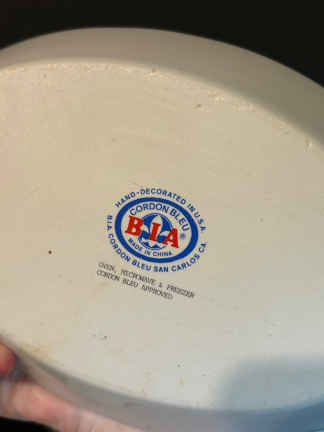 HAND-DECORATED IN U.S.A.
CORDON BLEU
B.I.A ®
MADE IN CHINA
B.I.A. CORDON BLEU SAN CARLOS CA.
OVEN, MICROWAVE & FREEZER
CORDON BLEU APPROVED